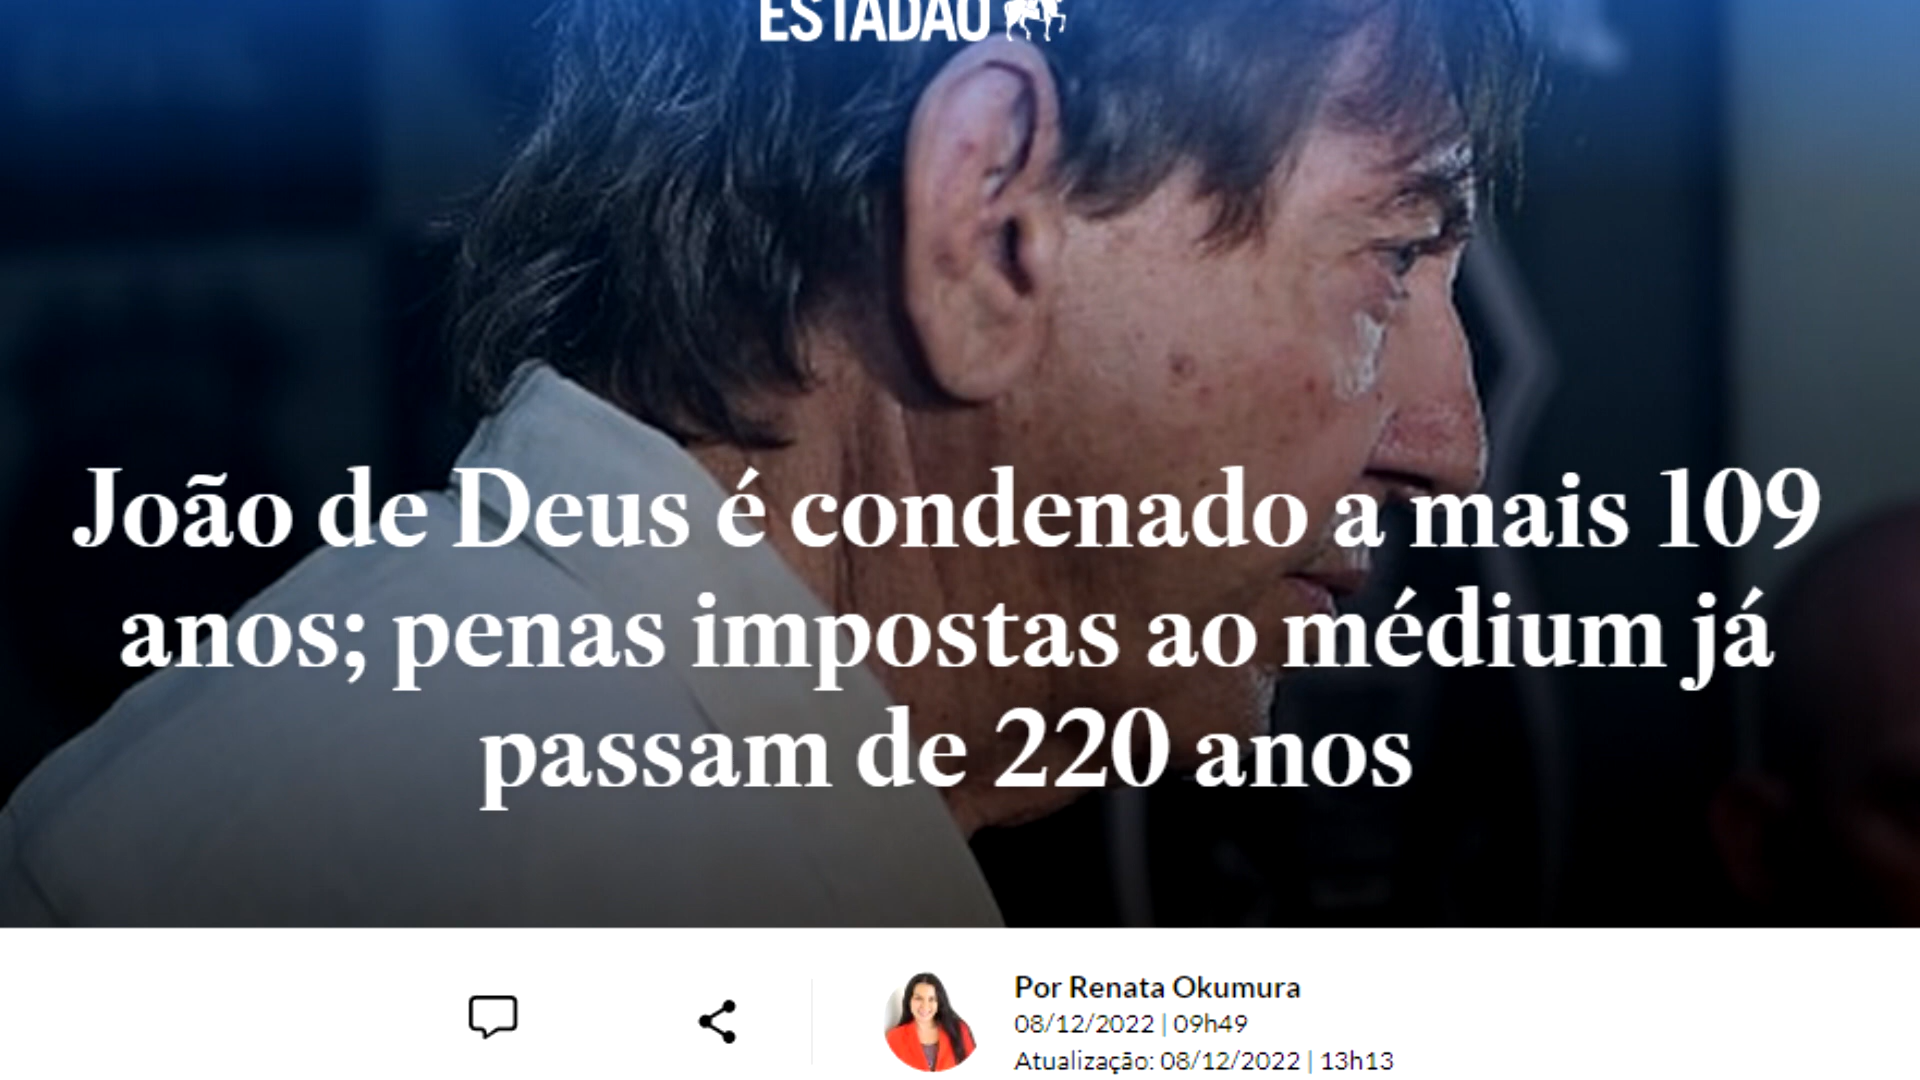 ESTADÃO
João de Deus é condenado a mais 109
anos; penas impostas ao médium já
passam de 220 anos
Por Renata Okumura
08/12/2022 | 09h49
Atualização: 08/12/2022 | 13h13